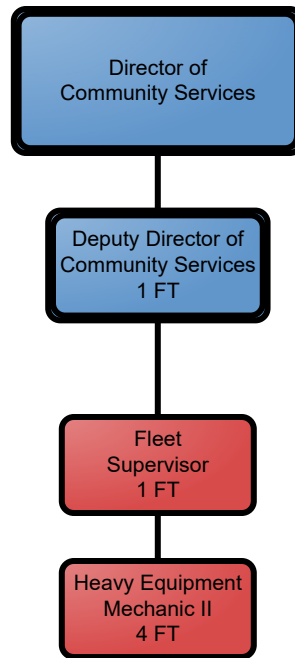 Director of
Community Services
Deputy Director of
Community Services
1 FT
Fleet
Supervisor
1 FT
Heavy Equipment
Mechanic II
4 FT